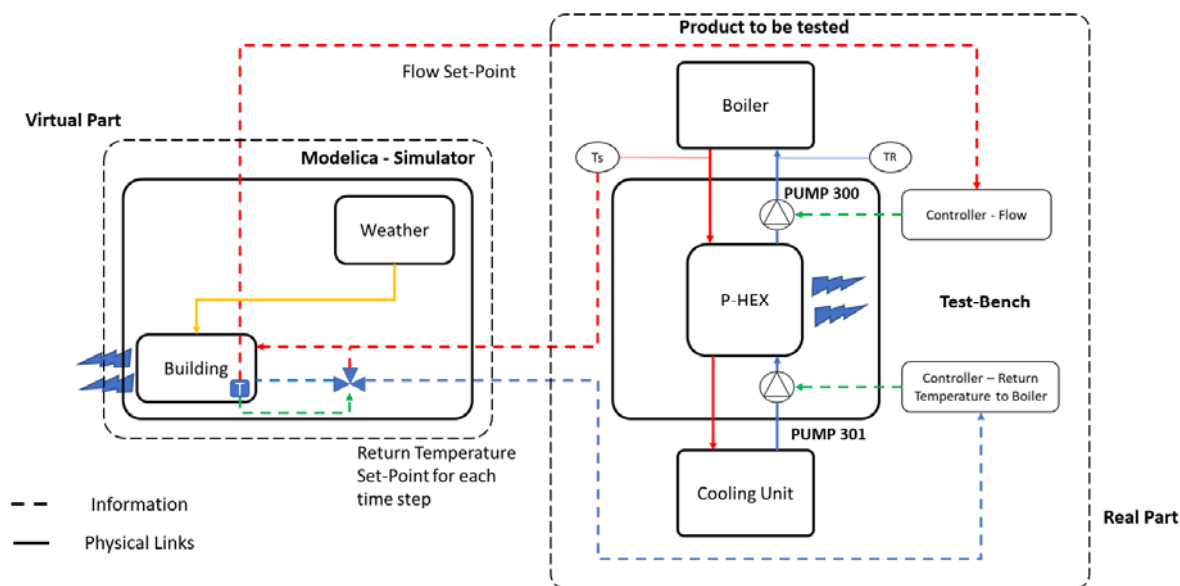 Product to be tested
Flow Set-Point
Boiler
Virtual Part
Modelica - Simulator
Ts
TR
PUMP 300
Weather
Controller - Flow
P-HEX
Test-Bench
Building
T
Controller – Return
Temperature to Boiler
PUMP 301
Return Temperature
Set-Point for each
time step
Cooling Unit
Information
Real Part
Physical Links